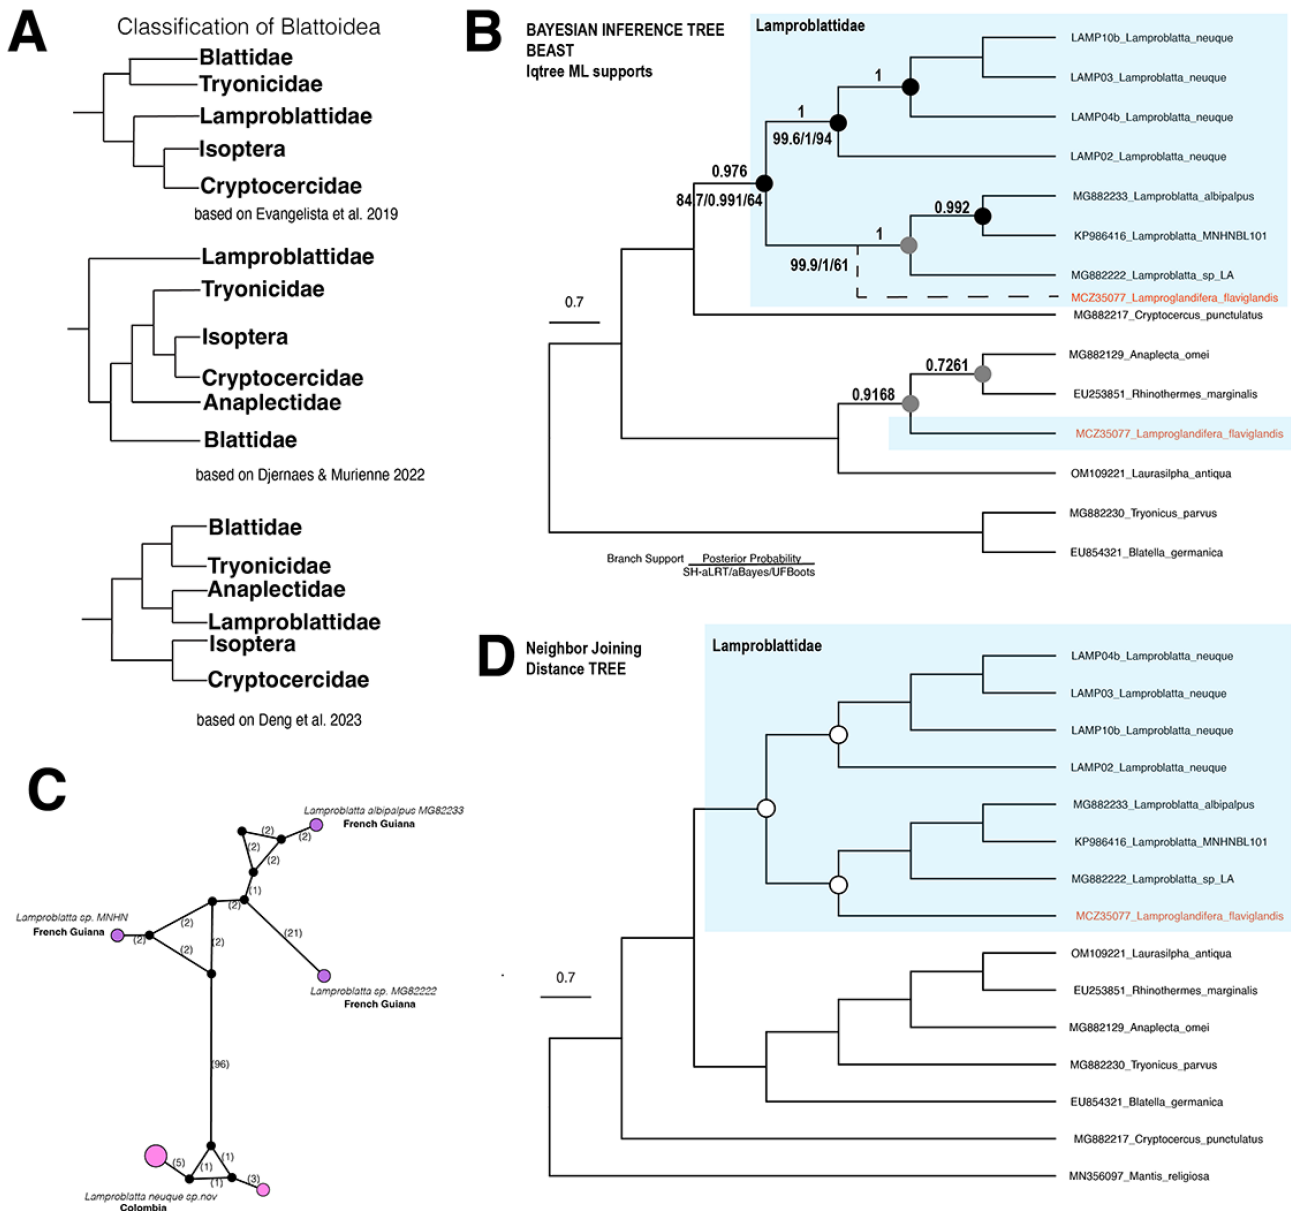 A
Classification of Blattoidea
Blattidae
Tryonicidae
Lamproblattidae
Isoptera
Cryptocercidae
based on Evangelista et al. 2019
Lamproblattidae
Tryonicidae
Isoptera
Cryptocercidae
Anaplectidae
Blattidae
based on Djernaes & Murienne 2022
Blattidae
Tryonicidae
Anaplectidae
Lamproblattidae
Isoptera
Cryptocercidae
based on Deng et al. 2023
B
BAYESIAN INFERENCE TREE
BEAST
Iqtree ML supports
Lamproblattidae
LAMP10b_Lamproblatta_neuque
1
LAMP03_Lamproblatta_neuque
1
LAMP04b_Lamproblatta_neuque
99.6/1/94
LAMP02_Lamproblatta_neuque
0.976
84.7/0.991/64
MG882233_Lamproblatta_albipalpus
0.992
1
KP986416_Lamproblatta_MNHNBL101
99.9/1/61
MG882222_Lamproblatta_sp_LA
MCZ35077_Lamproglandifera_flaviglandis
0.7
MG882217_Cryptocercus_punctulatus
MG882129_Anaplecta_omei
0.7261
EU253851_Rhinothermes_marginalis
0.9168
MCZ35077_Lamproglandifera_flaviglandis
OM109221_Laurasilpha_antiqua
MG882230_Tryonicus_parvus
EU854321_Blatella_germanica
Branch Support
Posterior Probability
SH-aLRT/aBayes/UFBoots
C
Lamproblatta albipalpus MG82233
French Guiana
(2)
(2)
(2)
(2)
(1)
(2)
Lamproblatta sp. MNHN
French Guiana
(2)
(2)
(2)
(2)
(21)
Lamproblatta sp. MG82222
French Guiana
(96)
(5)
(1)
(1)
(1)
(3)
Lamproblatta neuque sp.nov
Colombia
D
Neighbor Joining
Distance TREE
Lamproblattidae
LAMP04b_Lamproblatta_neuque
LAMP03_Lamproblatta_neuque
LAMP10b_Lamproblatta_neuque
LAMP02_Lamproblatta_neuque
MG882233_Lamproblatta_albipalpus
KP986416_Lamproblatta_MNHNBL101
MG882222_Lamproblatta_sp_LA
MCZ35077_Lamproglandifera_flaviglandis
0.7
OM109221_Laurasilpha_antiqua
EU253851_Rhinothermes_marginalis
MG882129_Anaplecta_omei
MG882230_Tryonicus_parvus
EU854321_Blatella_germanica
MG882217_Cryptocercus_punctulatus
MN356097_Mantis_religiosa